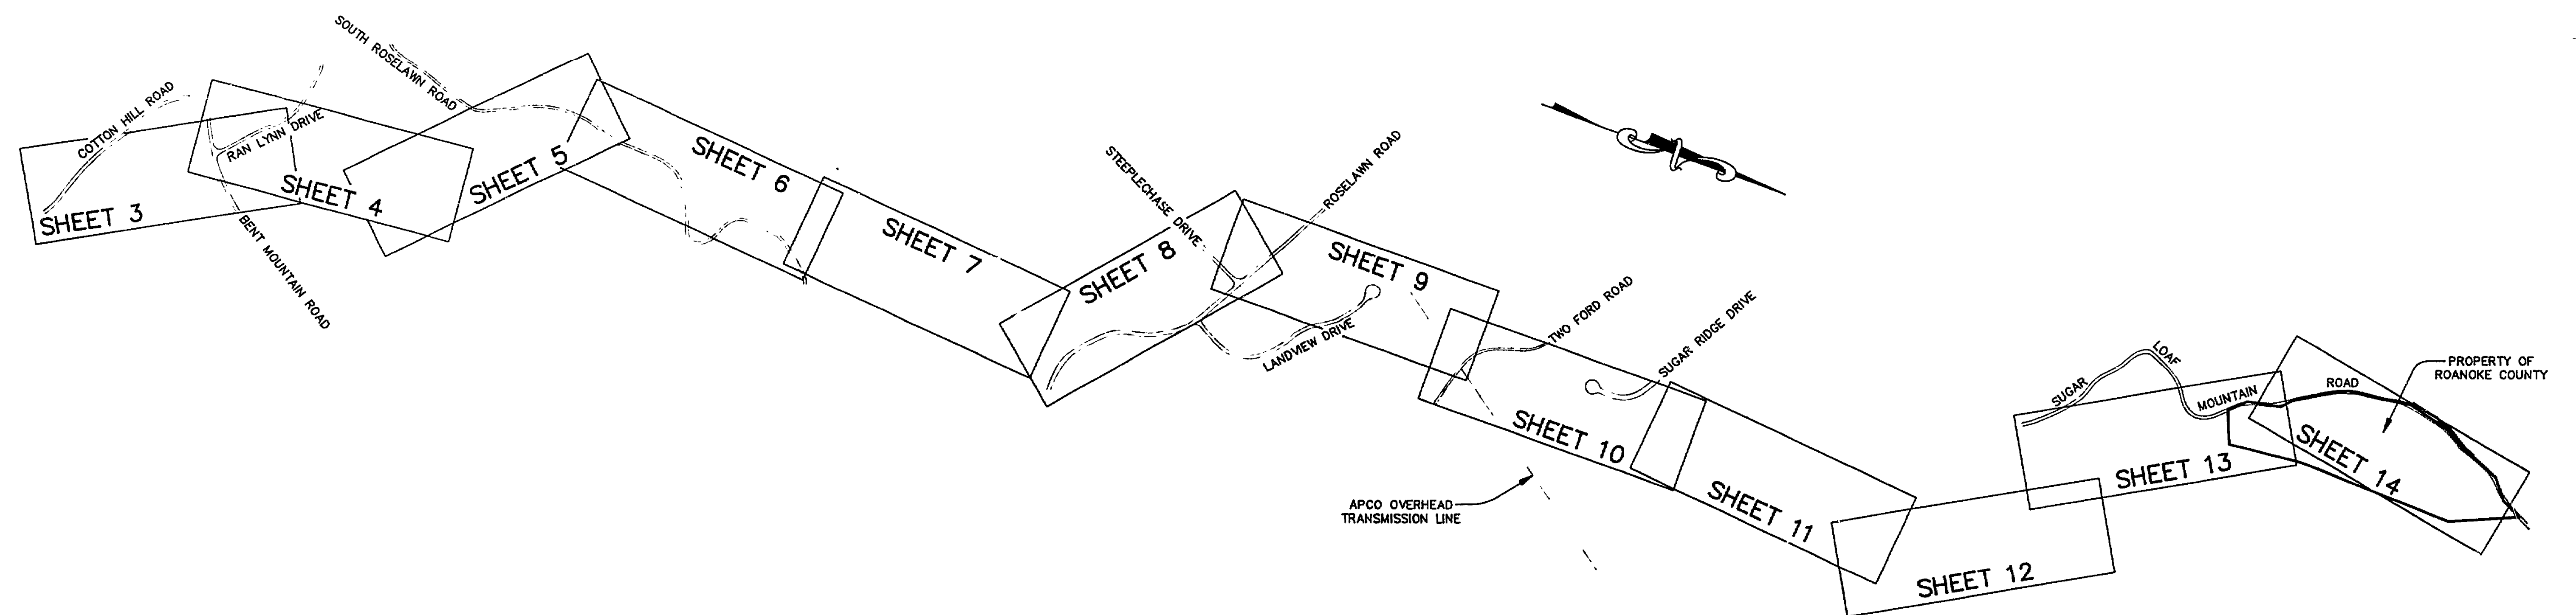 SOUTH ROSELAWN ROAD
COTTON HILL ROAD
RAN LYNN DRIVE
SHEET 3
SHEET 4
BENT MOUNTAIN ROAD
SHEET 5
SHEET 6
SHEET 7
STEEPLECHASE DRIVE
ROSELAWN ROAD
SHEET 8
SHEET 9
LANDVIEW DRIVE
TWO FORD ROAD
SUGAR RIDGE DRIVE
SHEET 10
APCO OVERHEAD
TRANSMISSION LINE
SHEET 11
SHEET 12
SUGAR LOAF MOUNTAIN ROAD
SHEET 13
SHEET 14
PROPERTY OF
ROANOKE COUNTY